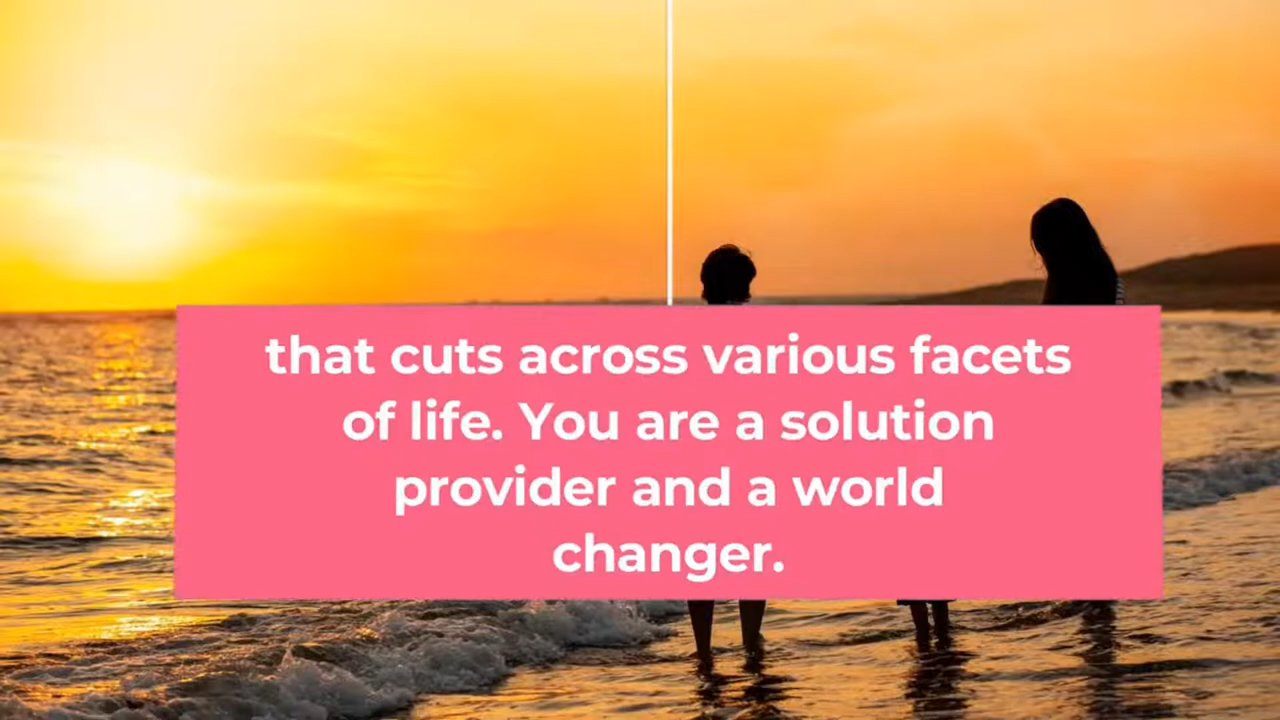 that cuts across various facets
of life. You are a solution
provider and a world
changer.